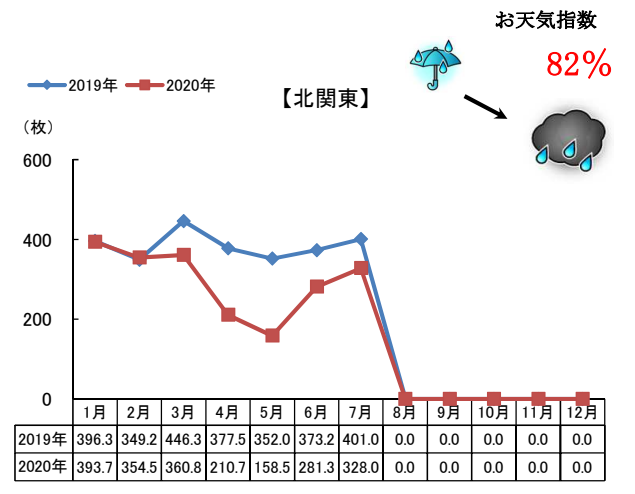 お天気指数
82%
2019年 2020年
【北関東】
（枚）
600
400
200
0
1月 2月 3月 4月 5月 6月 7月 8月 9月 10月 11月 12月
2019年 396.3 349.2 446.3 377.5 352.0 373.2 401.0 0.0 0.0 0.0 0.0 0.0
2020年 393.7 354.5 360.8 210.7 158.5 281.3 328.0 0.0 0.0 0.0 0.0 0.0